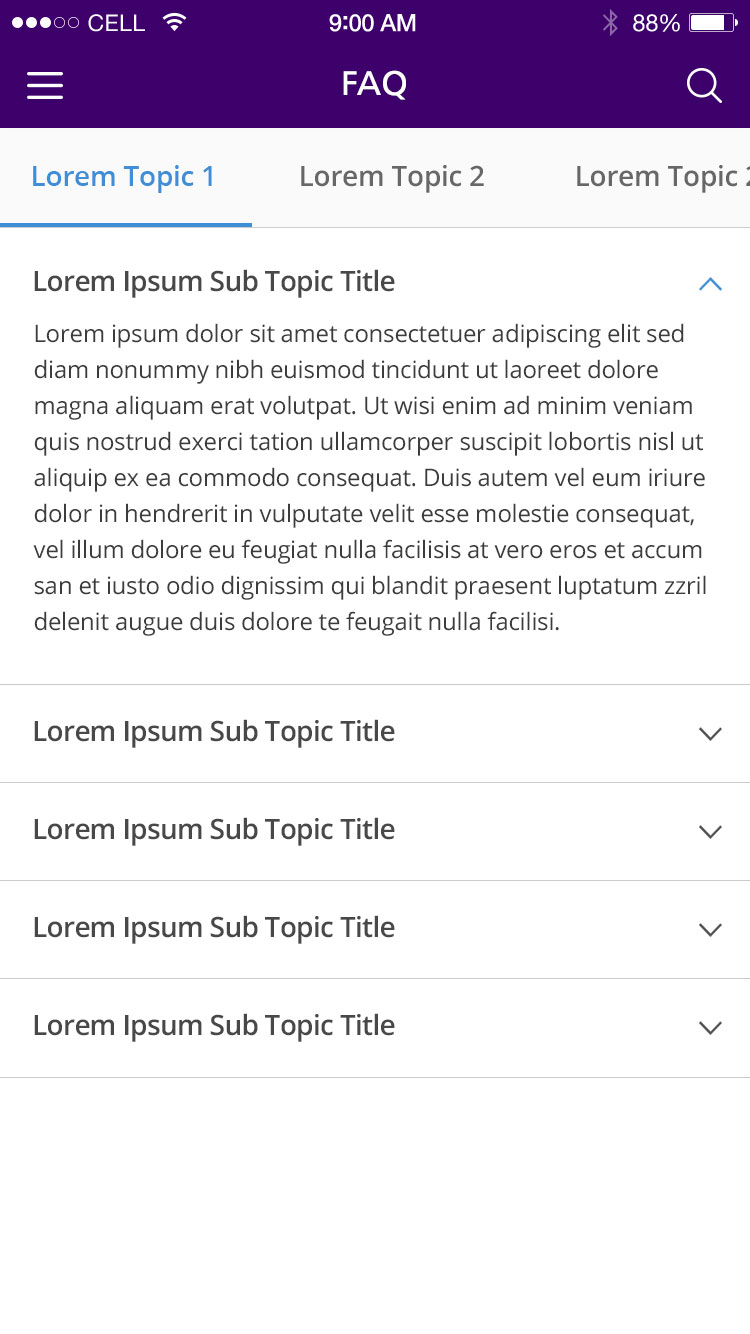 CELL 9:00 AM 88%
FAQ
Lorem Topic 1 Lorem Topic 2 Lorem Topic
Lorem Ipsum Sub Topic Title
Lorem ipsum dolor sit amet consectetuer adipiscing elit sed
diam nonummy nibh euismod tincidunt ut laoreet dolore
magna aliquam erat volutpat. Ut wisi enim ad minim veniam
quis nostrud exerci tation ullamcorper suscipit lobortis nisl ut
aliquip ex ea commodo consequat. Duis autem vel eum iriure
dolor in hendrerit in vulputate velit esse molestie consequat,
vel illum dolore eu feugiat nulla facilisis at vero eros et accum
san et iusto odio dignissim qui blandit praesent luptatum zzril
delenit augue duis dolore te feugait nulla facilisi.
Lorem Ipsum Sub Topic Title
Lorem Ipsum Sub Topic Title
Lorem Ipsum Sub Topic Title
Lorem Ipsum Sub Topic Title